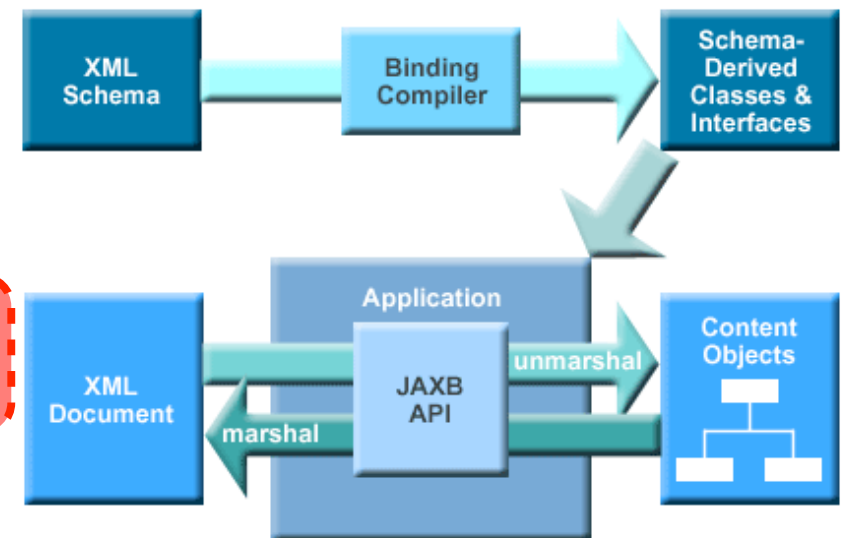 XML
Schema
Binding
Compiler
Schema-
Derived
Classes &
Interfaces
Application
XML
Document
JAXB
API
unmarshal
marshal
Content
Objects